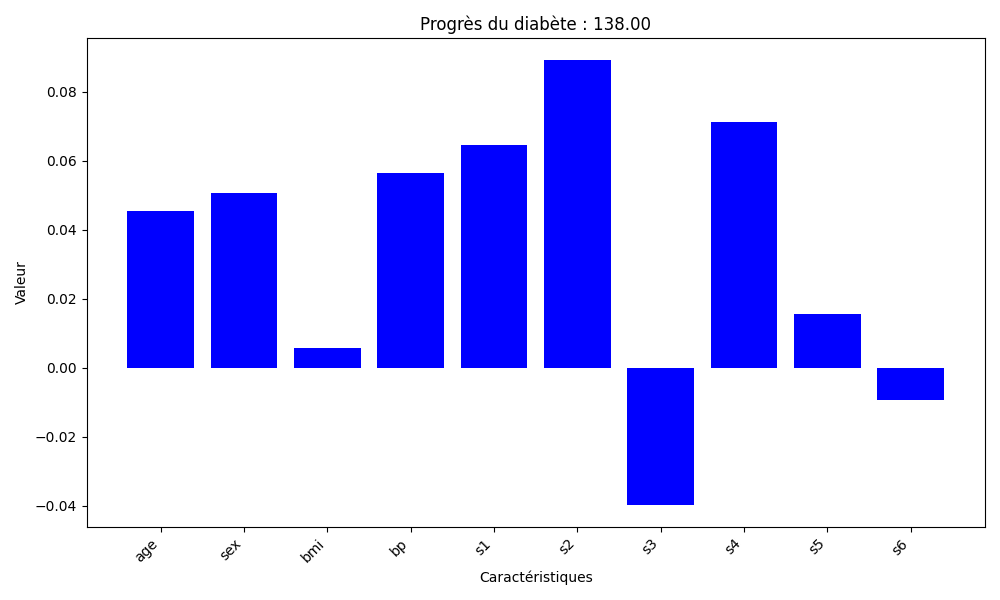 Progrès du diabète : 138.00
Valeur
0.08
0.06
0.04
0.02
0.00
−0.02
−0.04
age
sex
bmi
bp
s1
s2
s3
s4
s5
s6
Caractéristiques